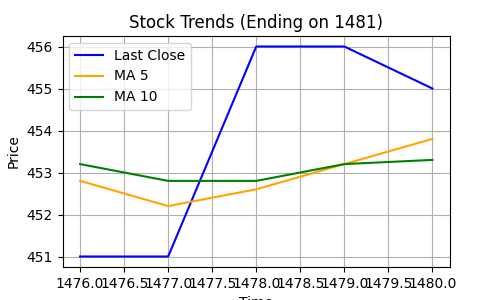 Stock Trends (Ending on 1481)
Last Close
MA 5
MA 10
Price
456
455
454
453
452
451
1476.0 1476.5 1477.0 1477.5 1478.0 1478.5 1479.0 1479.5 1480.0
Time